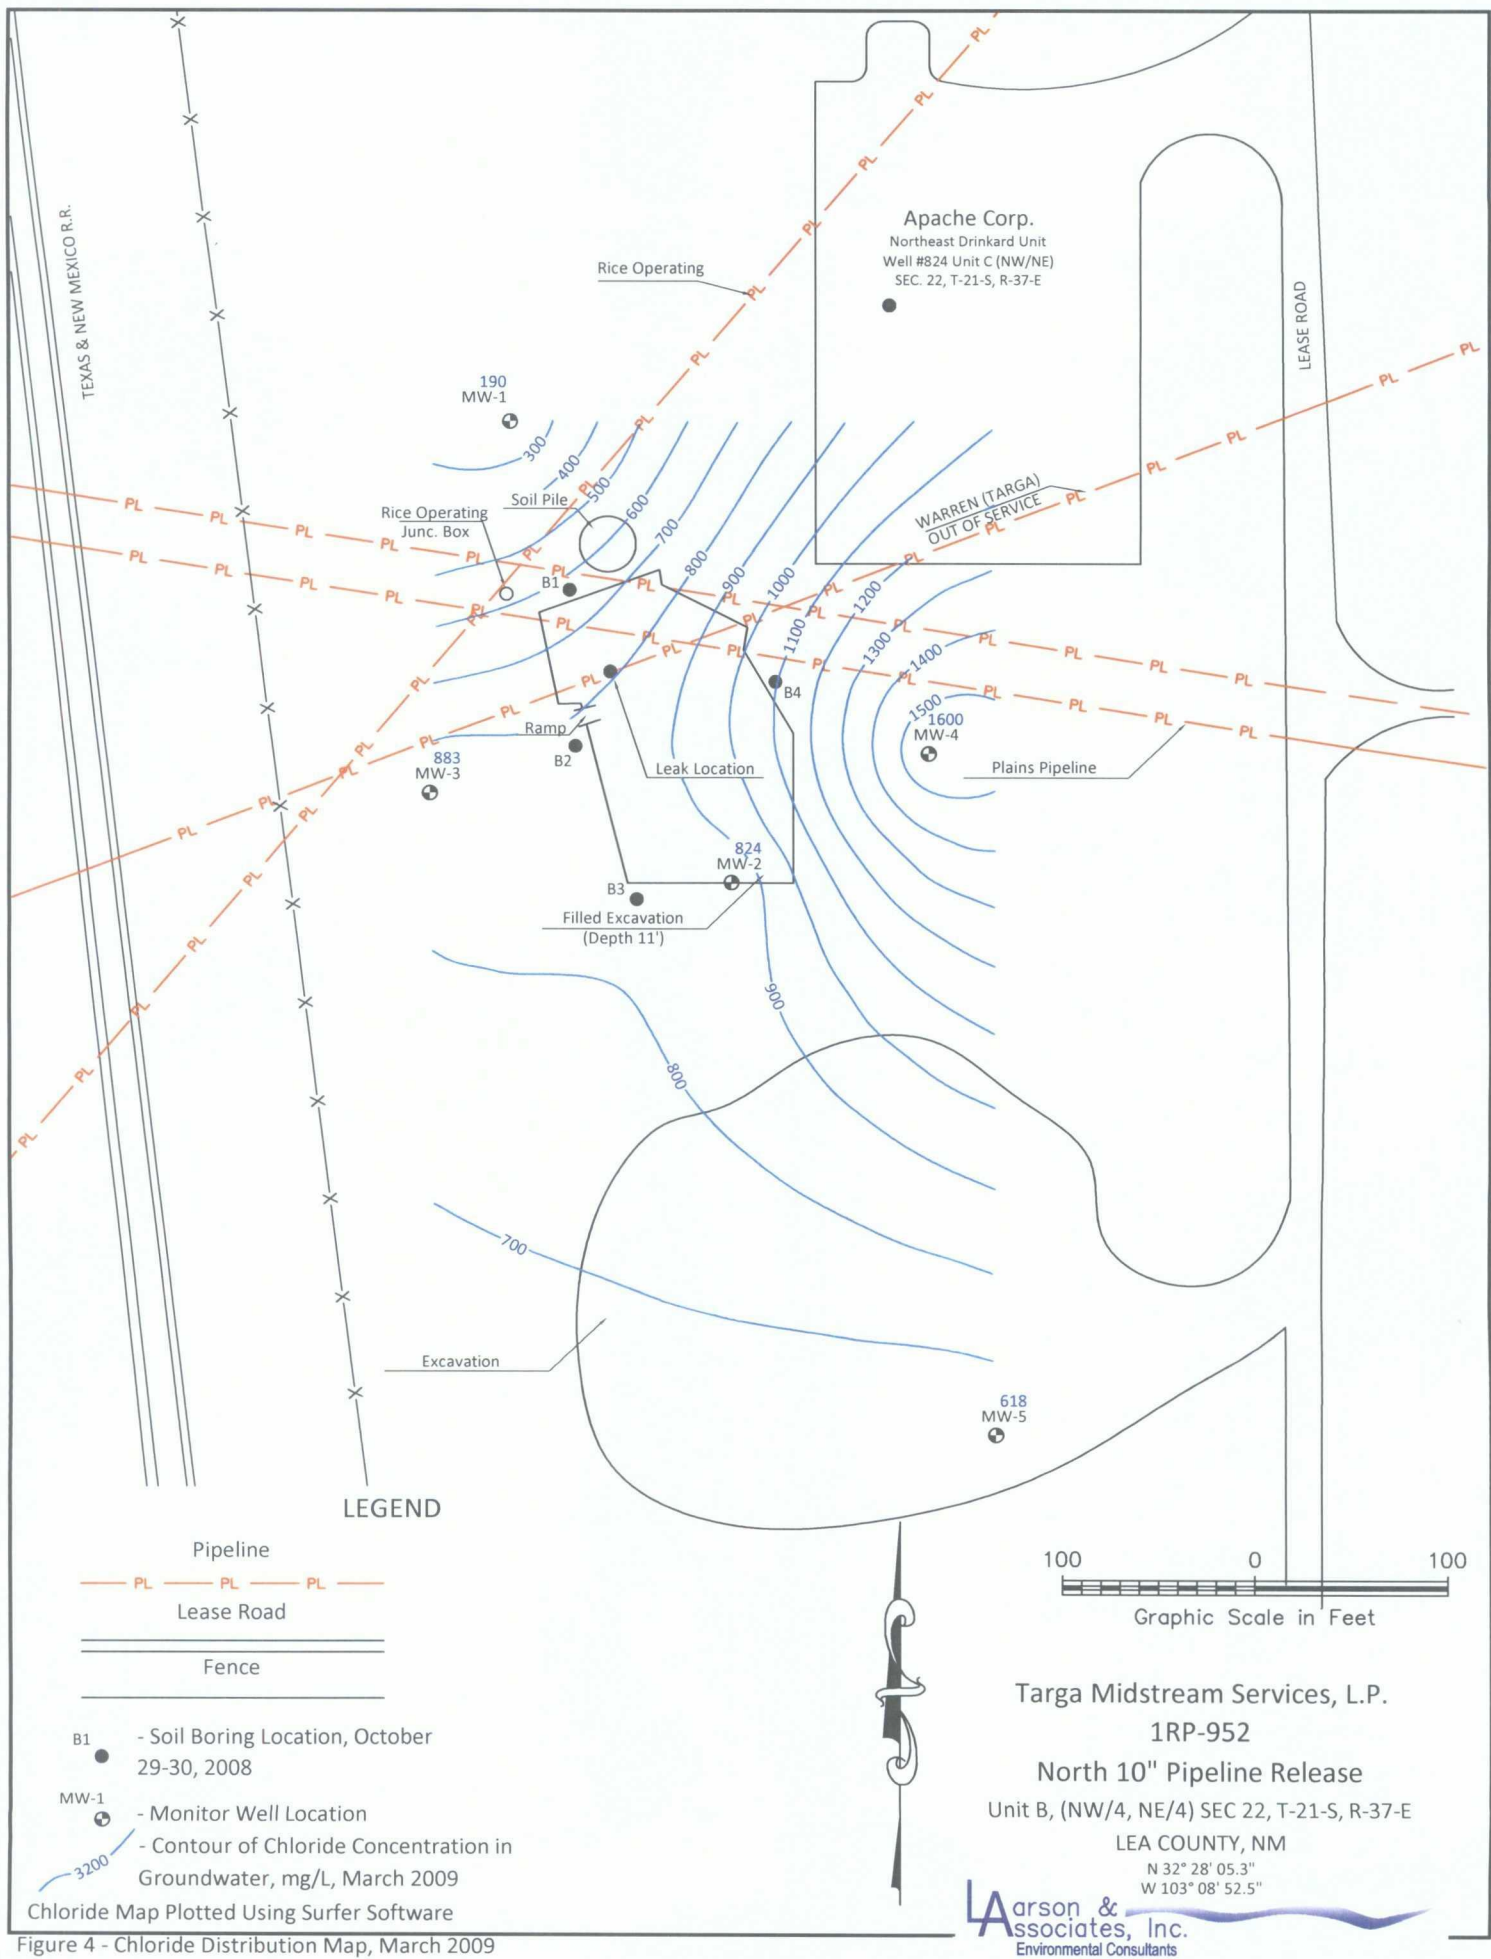 TEXAS & NEW MEXICO R.R.
Apache Corp.
Northeast Drinkard Unit
Well #824 Unit C (NW/NE)
SEC. 22, T-21-S, R-37-E
Rice Operating
LEASE ROAD
190
MW-1
300
400
500
600
700
800
900
1000
1100
1200
1300
1400
1500
Soil Pile
Rice Operating
Junc. Box
WARREN (TARGA)
OUT OF SERVICE
B1
B4
1600
MW-4
Ramp
B2
883
MW-3
Leak Location
Plains Pipeline
824
MW-2
B3
Filled Excavation
(Depth 11')
900
800
700
Excavation
618
MW-5
LEGEND
Pipeline
PL PL PL
Lease Road
Fence
B1 - Soil Boring Location, October
29-30, 2008
MW-1 - Monitor Well Location
3200 - Contour of Chloride Concentration in
Groundwater, mg/L, March 2009
Chloride Map Plotted Using Surfer Software
Figure 4 - Chloride Distribution Map, March 2009
100 0 100
Graphic Scale in Feet
Targa Midstream Services, L.P.
1RP-952
North 10" Pipeline Release
Unit B, (NW/4, NE/4) SEC 22, T-21-S, R-37-E
LEA COUNTY, NM
N 32° 28' 05.3"
W 103° 08' 52.5"
Larson &
Associates, Inc.
Environmental Consultants